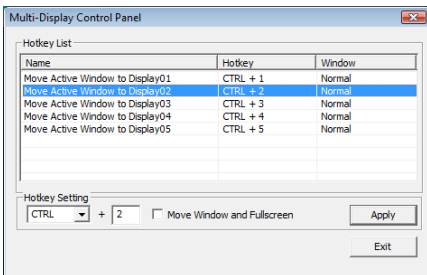 Multi-Display Control Panel
Hotkey List
Name Hotkey Window
Move Active Window to Display01 CTRL + 1 Normal
Move Active Window to Display02 CTRL + 2 Normal
Move Active Window to Display03 CTRL + 3 Normal
Move Active Window to Display04 CTRL + 4 Normal
Move Active Window to Display05 CTRL + 5 Normal
Hotkey Setting
CTRL + 2 Move Window and Fullscreen Apply
Exit